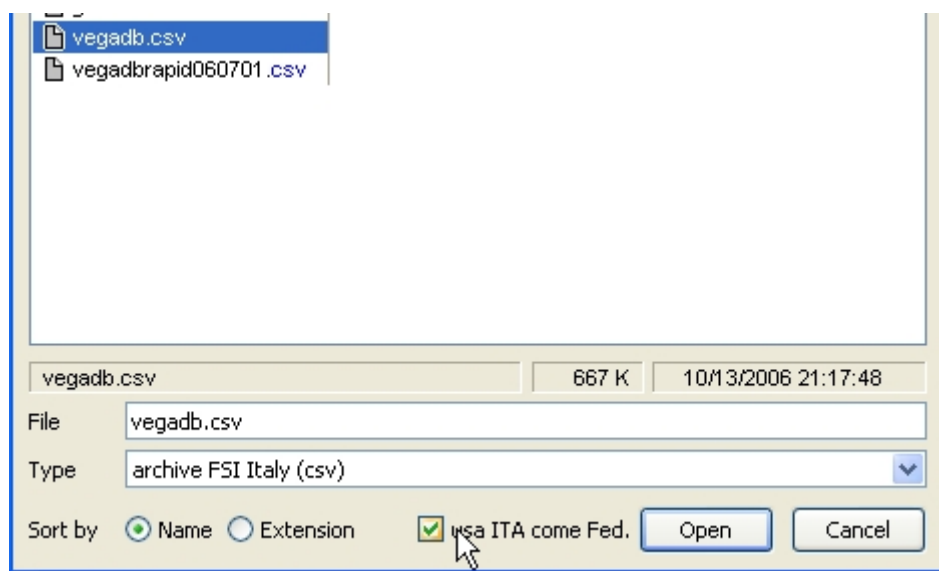 vegadb.csv
vegadbrapid060701.csv
vegadb.csv 667 K 10/13/2006 21:17:48
File vegadb.csv
Type archive FSI Italy (csv)
Sort by Name Extension usa ITA come Fed. Open Cancel